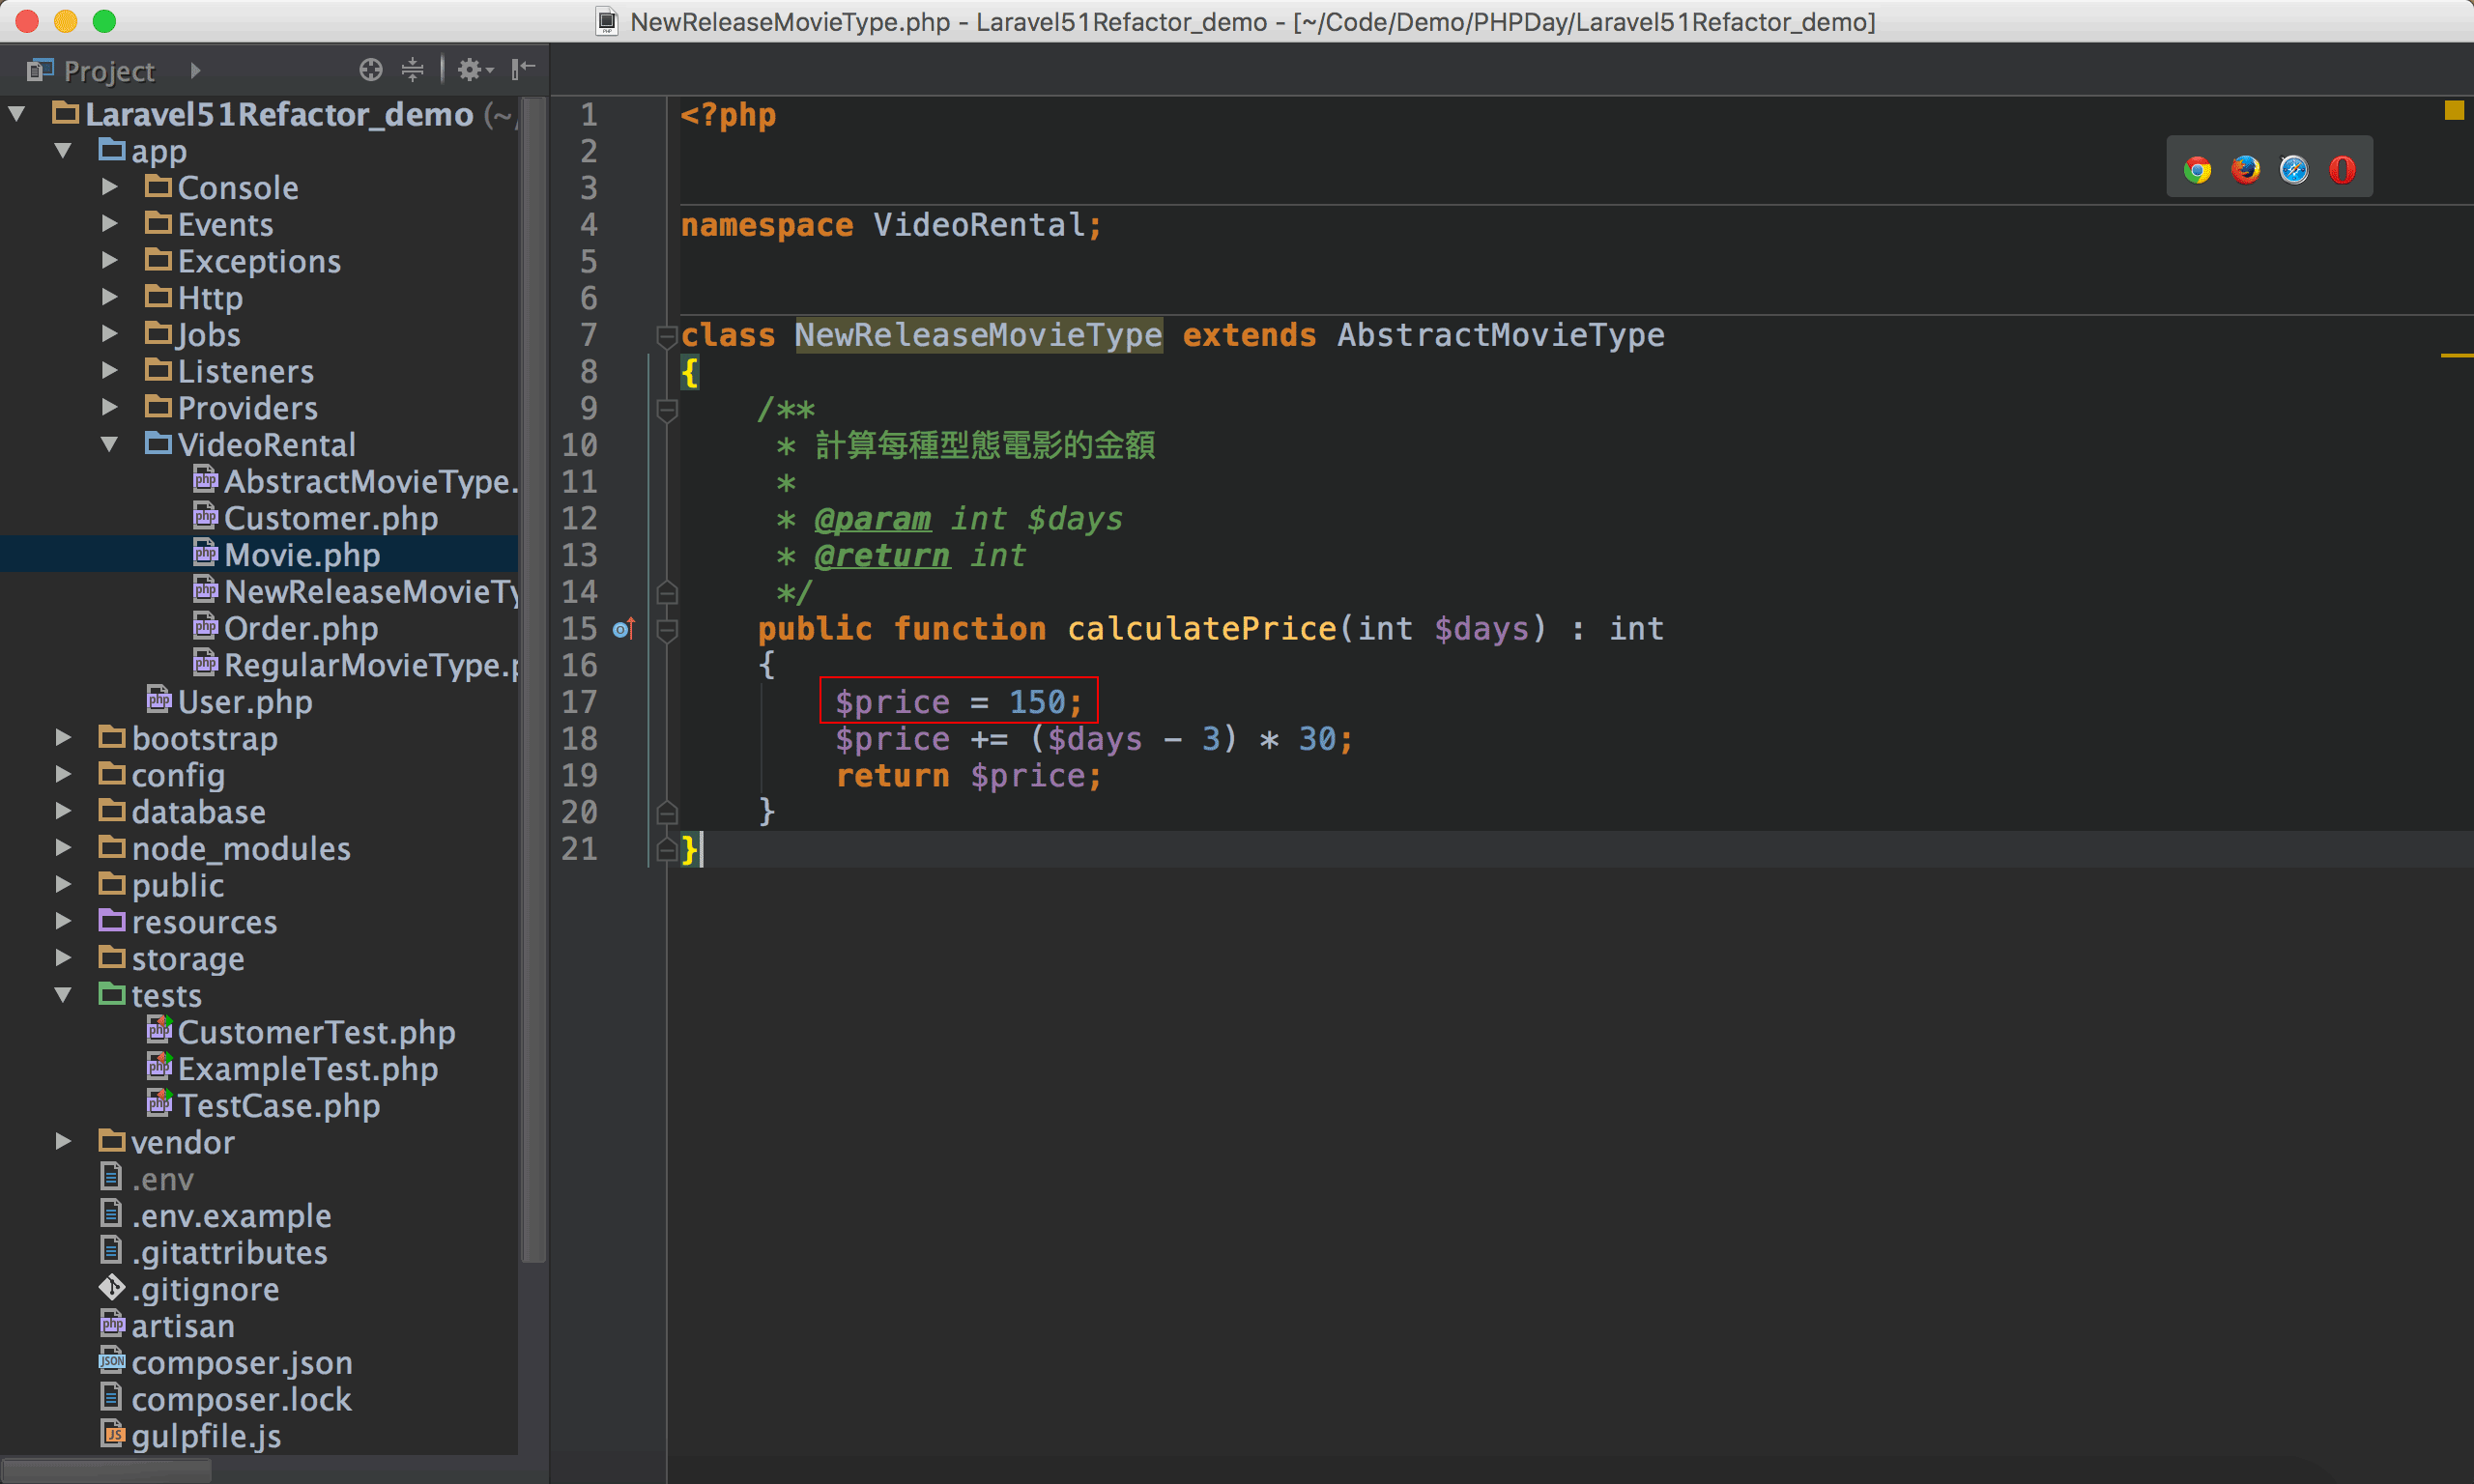 NewReleaseMovieType.php - Laravel51Refactor_demo - [~/Code/Demo/PHPDay/Laravel51Refactor_demo]
Project
Laravel51Refactor_demo (~/
app
Console
Events
Exceptions
Http
Jobs
Listeners
Providers
VideoRental
AbstractMovieType.
Customer.php
Movie.php
NewReleaseMovieTy
Order.php
RegularMovieType.p
User.php
bootstrap
config
database
node_modules
public
resources
storage
tests
CustomerTest.php
ExampleTest.php
TestCase.php
vendor
.env
.env.example
.gitattributes
.gitignore
artisan
composer.json
composer.lock
gulpfile.js
1 <?php
2
3
4 namespace VideoRental;
5
6
7 class NewReleaseMovieType extends AbstractMovieType
8 {
9 /**
10 * 計算每種型態電影的金額
11 *
12 * @param int $days
13 * @return int
14 */
15 public function calculatePrice(int $days) : int
16 {
17 $price = 150;
18 $price += ($days - 3) * 30;
19 return $price;
20 }
21 }